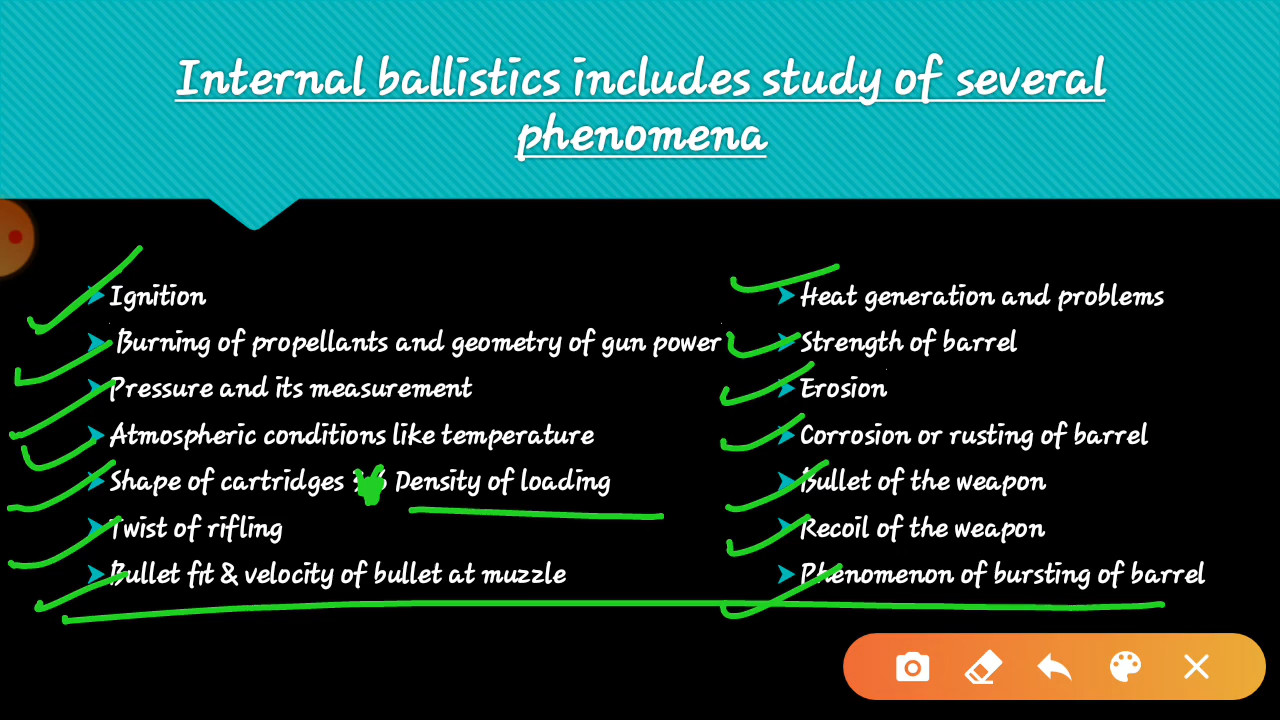 Internal ballistics includes study of several
phenomena
Ignition
Burning of propellants and geometry of gun power
Pressure and its measurement
Atmospheric conditions like temperature
Shape of cartridges Density of loading
Twist of rifling
Bullet fit & velocity of bullet at muzzle
Heat generation and problems
Strength of barrel
Erosion
Corrosion or rusting of barrel
Bullet of the weapon
Recoil of the weapon
Phenomenon of bursting of barrel